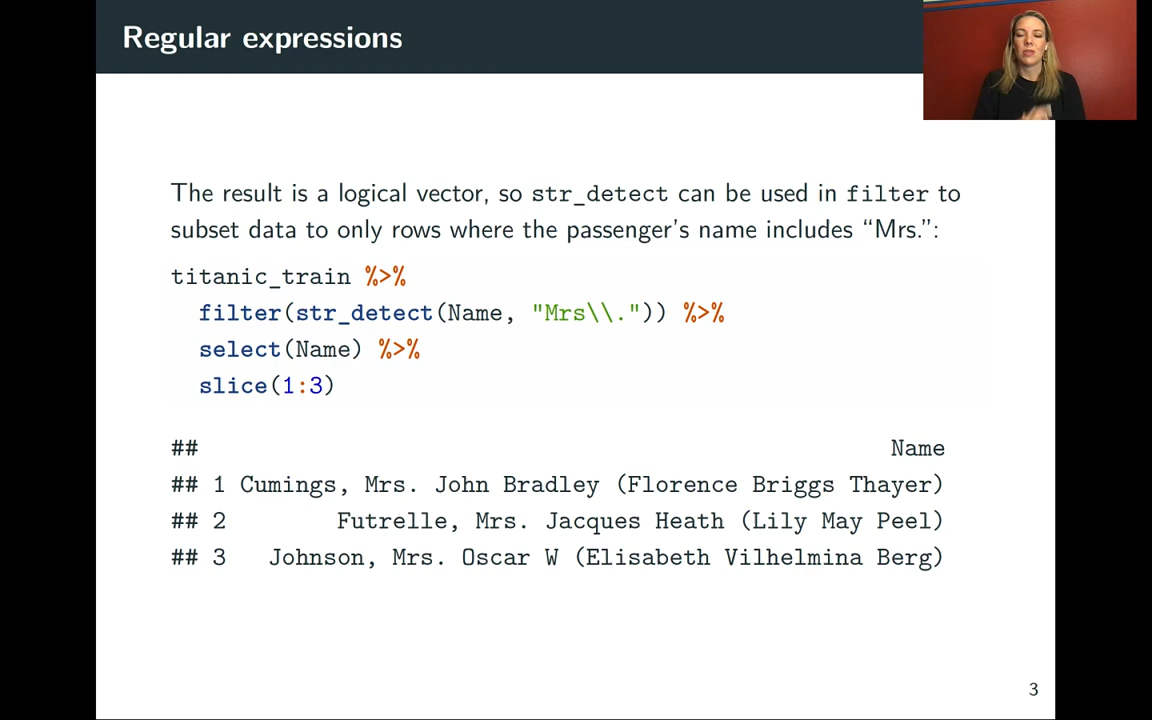 Regular expressions
The result is a logical vector, so str_detect can be used in filter to
subset data to only rows where the passenger's name includes “Mrs.”:
titanic_train %>%
  filter(str_detect(Name, "Mrs\\.")) %>%
  select(Name) %>%
  slice(1:3)
##                                                  Name
## 1 Cumings, Mrs. John Bradley (Florence Briggs Thayer)
## 2        Futrelle, Mrs. Jacques Heath (Lily May Peel)
## 3   Johnson, Mrs. Oscar W (Elisabeth Vilhelmina Berg)
3